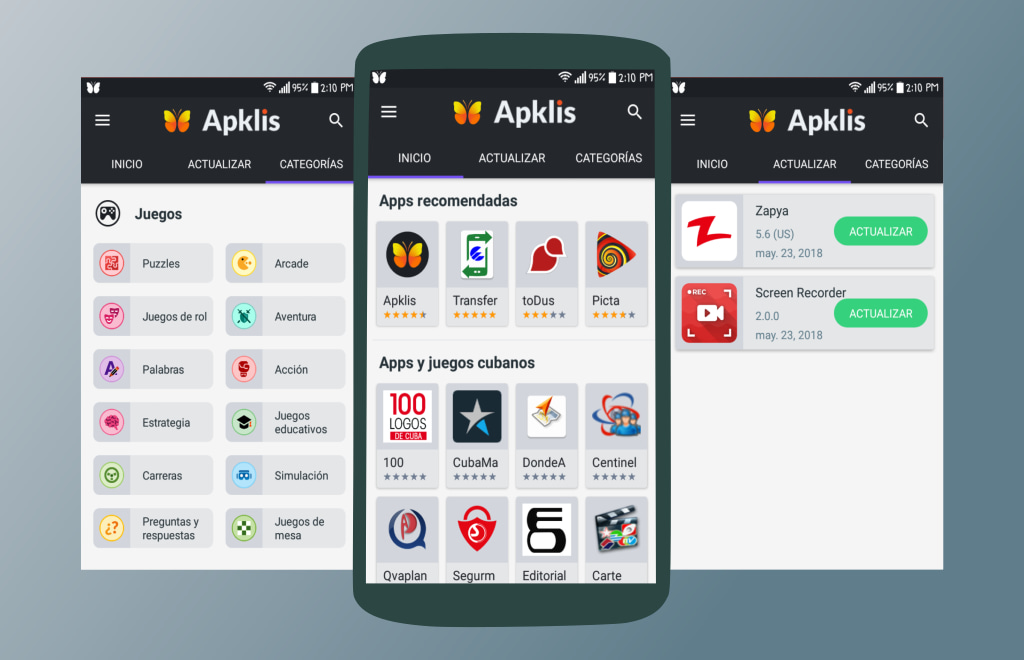 95% 2:10 PM
Apklis
INICIO ACTUALIZAR CATEGORÍAS
Juegos
Puzzles Arcade
Juegos de rol Aventura
Palabras Acción
Estrategia Juegos educativos
Carreras Simulación
¿?
Preguntas y respuestas Juegos de mesa
95% 2:10 PM
Apklis
INICIO ACTUALIZAR CATEGORÍAS
Apps recomendadas
Apklis Transfer toDus Picta
Apps y juegos cubanos
100
LOGOS
DE CUBA
100 CubaMa DondeA Centinel
Qvaplan Segurm Editorial Carte
95% 2:10 PM
Apklis
INICIO ACTUALIZAR CATEGORÍAS
Zapya
5.6 (US)
may. 23, 2018
ACTUALIZAR
REC
Screen Recorder
2.0.0
may. 23, 2018
ACTUALIZAR